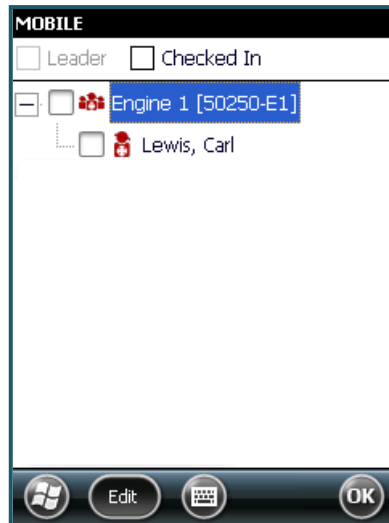 MOBILE
Leader Checked In
Engine 1 [50250-E1]
Lewis, Carl
Edit OK